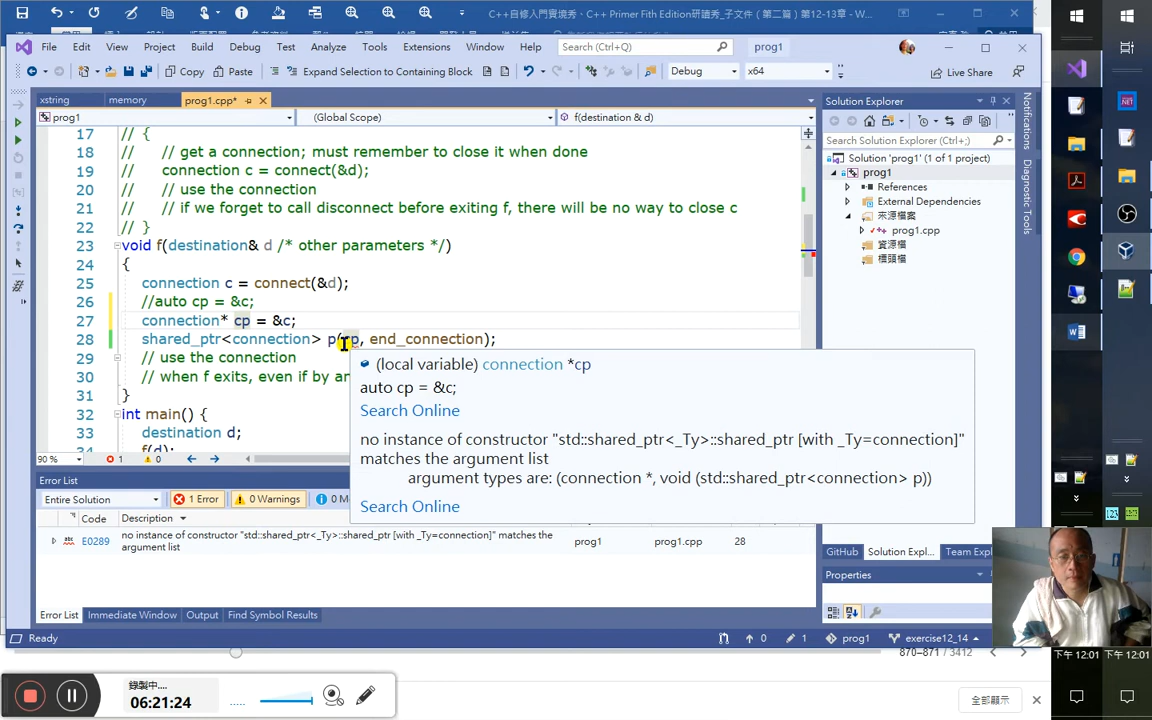 C++自修入門實境秀、C++ Primer Fifth Edition研讀秀_子文件（第二篇）第12-13章 - W...
File Edit View Project Build Debug Test Analyze Tools Extensions Window Help Search (Ctrl+Q) prog1
Copy Paste Expand Selection to Containing Block Debug x64 Live Share
xstring memory prog1.cpp*
prog1 (Global Scope) f(destination & d)
17 // {
18 // // get a connection; must remember to close it when done
19 // connection c = connect(&d);
20 // // use the connection
21 // // if we forget to call disconnect before exiting f, there will be no way to close c
22 // }
23 void f(destination& d /* other parameters */)
24 {
25 connection c = connect(&d);
26 //auto cp = &c;
27 connection* cp = &c;
28 shared_ptr<connection> p(cp, end_connection);
29 // use the connection
30 // when f exits, even if by an
31 }
32 int main() {
33 destination d;
34 f(d);
(local variable) connection *cp
auto cp = &c;
Search Online
no instance of constructor "std::shared_ptr<_Ty>::shared_ptr [with _Ty=connection]"
matches the argument list
argument types are: (connection *, void (std::shared_ptr<connection> p))
Search Online
90 % 1 0
Error List
Entire Solution 1 Error 0 Warnings 0 M
Code Description
E0289 no instance of constructor "std::shared_ptr<_Ty>::shared_ptr [with _Ty=connection]" matches the
argument list
prog1 prog1.cpp 28
Error List Immediate Window Output Find Symbol Results
Solution Explorer
Search Solution Explorer (Ctrl+;)
Solution 'prog1' (1 of 1 project)
prog1
References
External Dependencies
來源檔案
prog1.cpp
資源檔
標頭檔
GitHub Solution Expl... Team Expl
Properties
Notifications
Diagnostic Tools
Ready 0 1 prog1 exercise12_14
870–871 / 3412
錄製中...
06:21:24
全部顯示
下午 12:01 下午 12:01